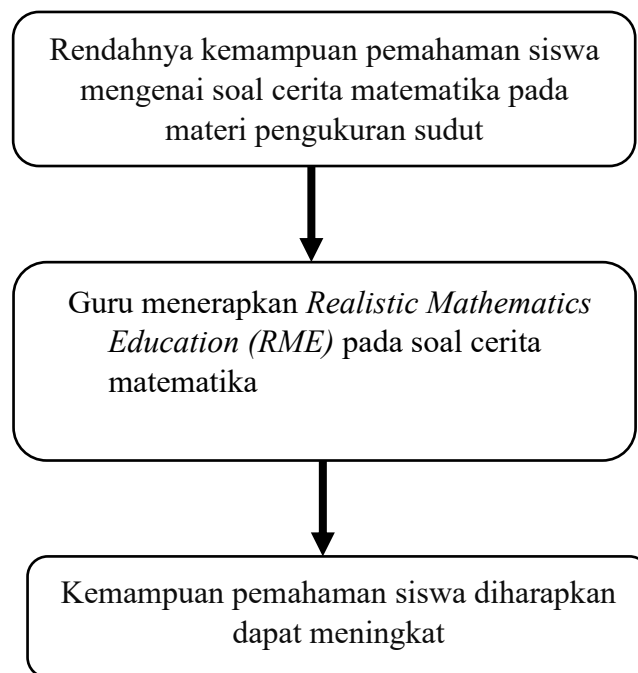 Rendahnya kemampuan pemahaman siswa
mengenai soal cerita matematika pada
materi pengukuran sudut
Guru menerapkan Realistic Mathematics
Education (RME) pada soal cerita
matematika
Kemampuan pemahaman siswa diharapkan
dapat meningkat